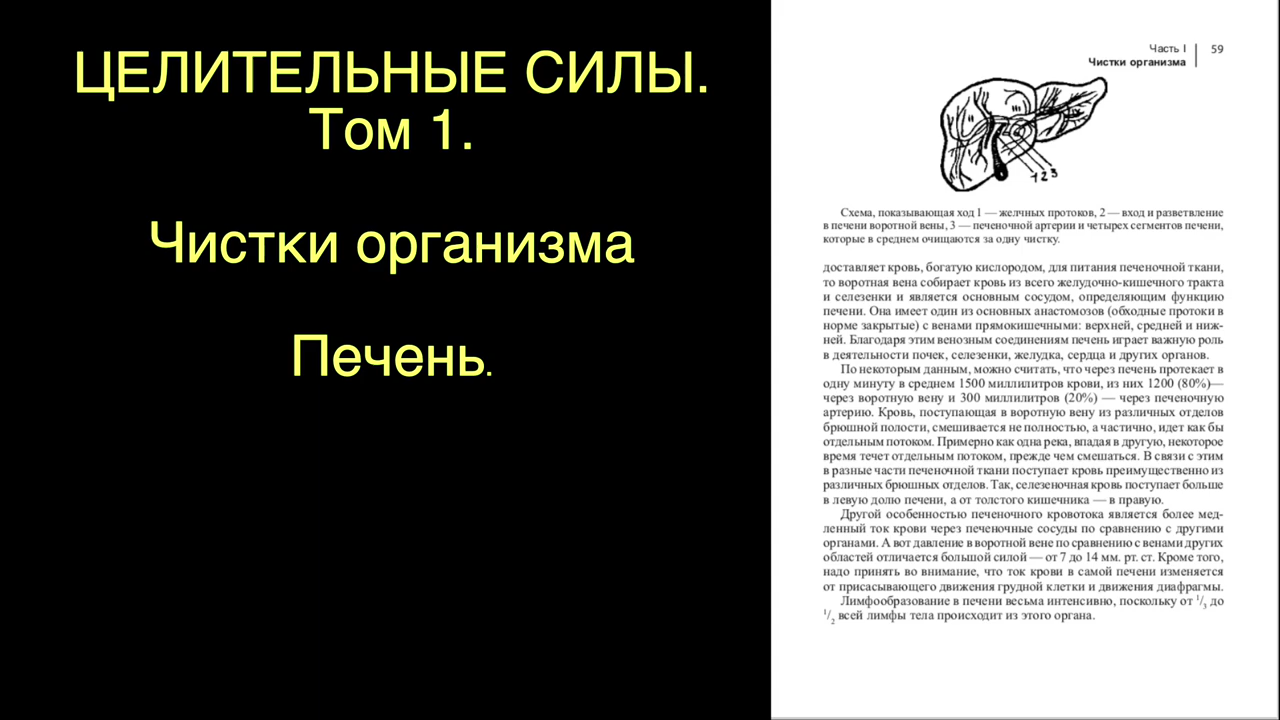 ЦЕЛИТЕЛЬНЫЕ СИЛЫ.
Том 1.
Чистки организма
Печень.
Часть I
59
Чистки организма
1 2 3
Схема, показывающая ход 1 — желчных протоков, 2 — вход и разветвление
в печени воротной вены, 3 — печеночной артерии и четырех сегментов печени,
которые в среднем очищаются за одну чистку.
доставляет кровь, богатую кислородом, для питания печеночной ткани,
то воротная вена собирает кровь из всего желудочно-кишечного тракта
и селезенки и является основным сосудом, определяющим функцию
печени. Она имеет один из основных анастомозов (обходные протоки в
норме закрытые) с венами прямокишечными: верхней, средней и ниж-
ней. Благодаря этим венозным соединениям печень играет важную роль
в деятельности почек, селезенки, желудка, сердца и других органов.
По некоторым данным, можно считать, что через печень протекает в
одну минуту в среднем 1500 миллилитров крови, из них 1200 (80%)—
через воротную вену и 300 миллилитров (20%) — через печеночную
артерию. Кровь, поступающая в воротную вену из различных отделов
брюшной полости, смешивается не полностью, а частично, идет как бы
отдельным потоком. Примерно как одна река, впадая в другую, некоторое
время течет отдельным потоком, прежде чем смешаться. В связи с этим
в разные части печеночной ткани поступает кровь преимущественно из
различных брюшных отделов. Так, селезеночная кровь поступает больше
в левую долю печени, а от толстого кишечника — в правую.
Другой особенностью печеночного кровотока является более мед-
ленный ток крови через печеночные сосуды по сравнению с другими
органами. А вот давление в воротной вене по сравнению с венами других
областей отличается большой силой — от 7 до 14 мм. рт. ст. Кроме того,
надо принять во внимание, что ток крови в самой печени изменяется
от присасывающего движения грудной клетки и движения диафрагмы.
Лимфообразование в печени весьма интенсивно, поскольку от 1/3 до
1/2 всей лимфы тела происходит из этого органа.